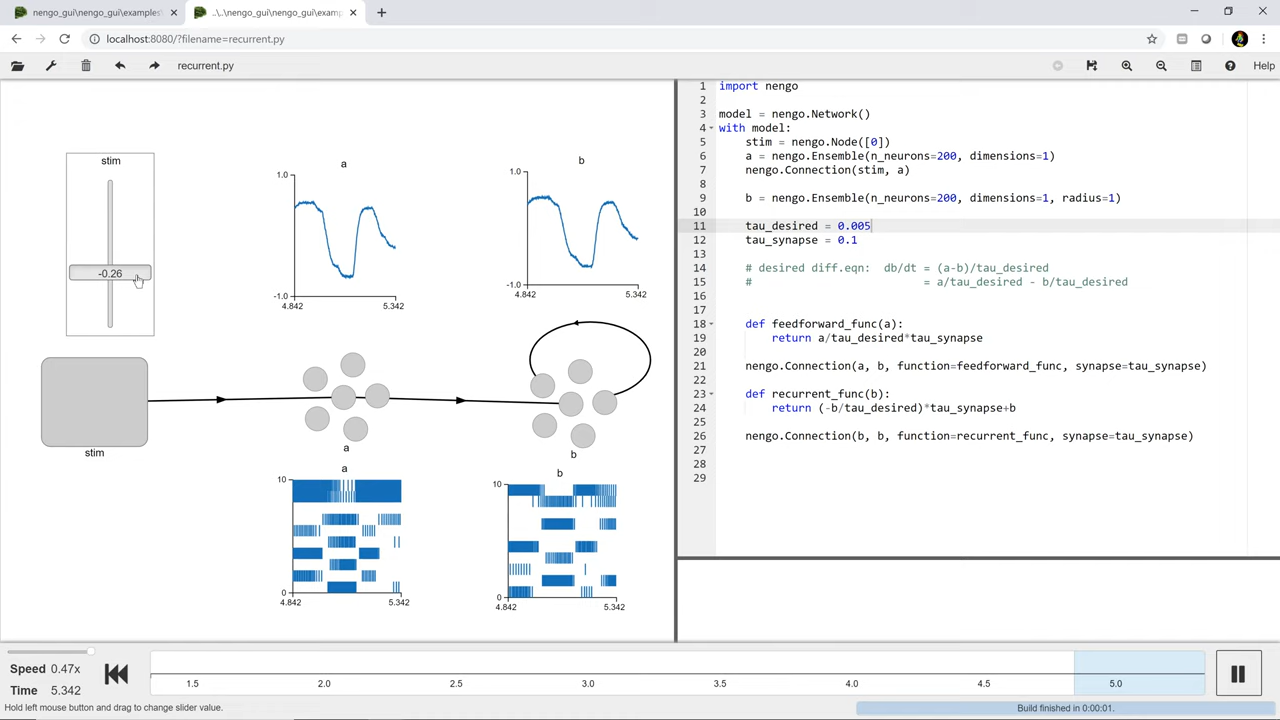 nengo_gui\nengo_gui\examples\
..\..\nengo_gui\nengo_gui\examp
localhost:8080/?filename=recurrent.py
recurrent.py
Help
stim
-0.26
a
1.0
-1.0
4.842
5.342
b
1.0
-1.0
4.842
5.342
stim
a
b
a
10
0
4.842
5.342
b
10
0
4.842
5.342
1 import nengo
2
3 model = nengo.Network()
4 with model:
5 stim = nengo.Node([0])
6 a = nengo.Ensemble(n_neurons=200, dimensions=1)
7 nengo.Connection(stim, a)
8
9 b = nengo.Ensemble(n_neurons=200, dimensions=1, radius=1)
10
11 tau_desired = 0.005
12 tau_synapse = 0.1
13
14 # desired diff.eqn: db/dt = (a-b)/tau_desired
15 # = a/tau_desired - b/tau_desired
16
17
18 def feedforward_func(a):
19 return a/tau_desired*tau_synapse
20
21 nengo.Connection(a, b, function=feedforward_func, synapse=tau_synapse)
22
23 def recurrent_func(b):
24 return (-b/tau_desired)*tau_synapse+b
25
26 nengo.Connection(b, b, function=recurrent_func, synapse=tau_synapse)
27
28
29
Speed 0.47x
Time 5.342
1.5 2.0 2.5 3.0 3.5 4.0 4.5 5.0
Hold left mouse button and drag to change slider value.
Build finished in 0:00:01.